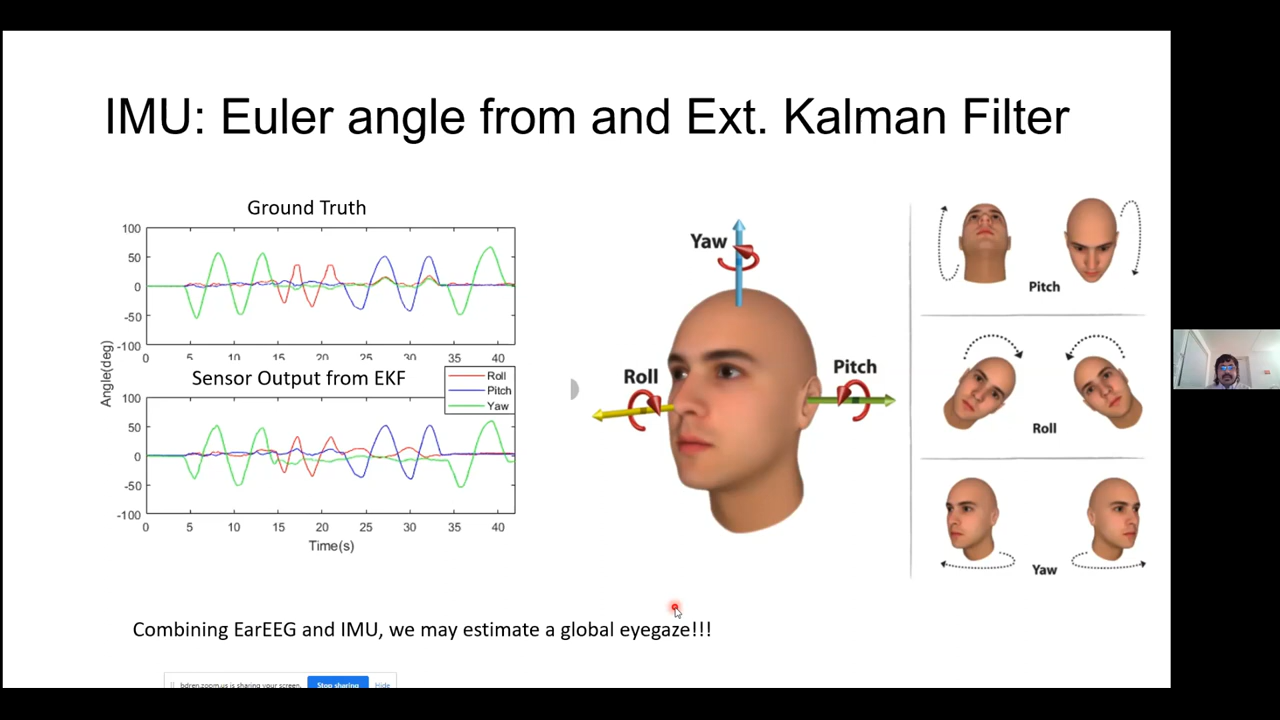 IMU: Euler angle from and Ext. Kalman Filter
Ground Truth
100
50
0
-50
-100
0 5 10 15 20 25 30 35 40
Angle(deg)
Sensor Output from EKF
Roll
Pitch
Yaw
100
50
0
-50
-100
0 5 10 15 20 25 30 35 40
Time(s)
Yaw
Roll
Pitch
Pitch
Roll
Yaw
Combining EarEEG and IMU, we may estimate a global eyegaze!!!
bdren.zoom.us is sharing your screen. Stop sharing Hide